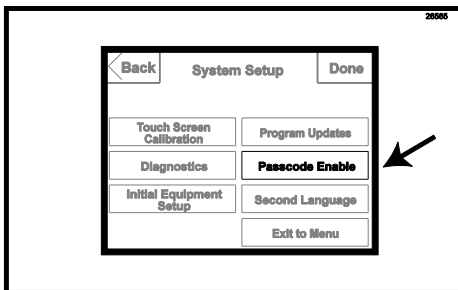 26565
Back
System Setup
Done
Touch Screen
Calibration
Program Updates
Diagnostics
Passcode Enable
Initial Equipment
Setup
Second Language
Exit to Menu